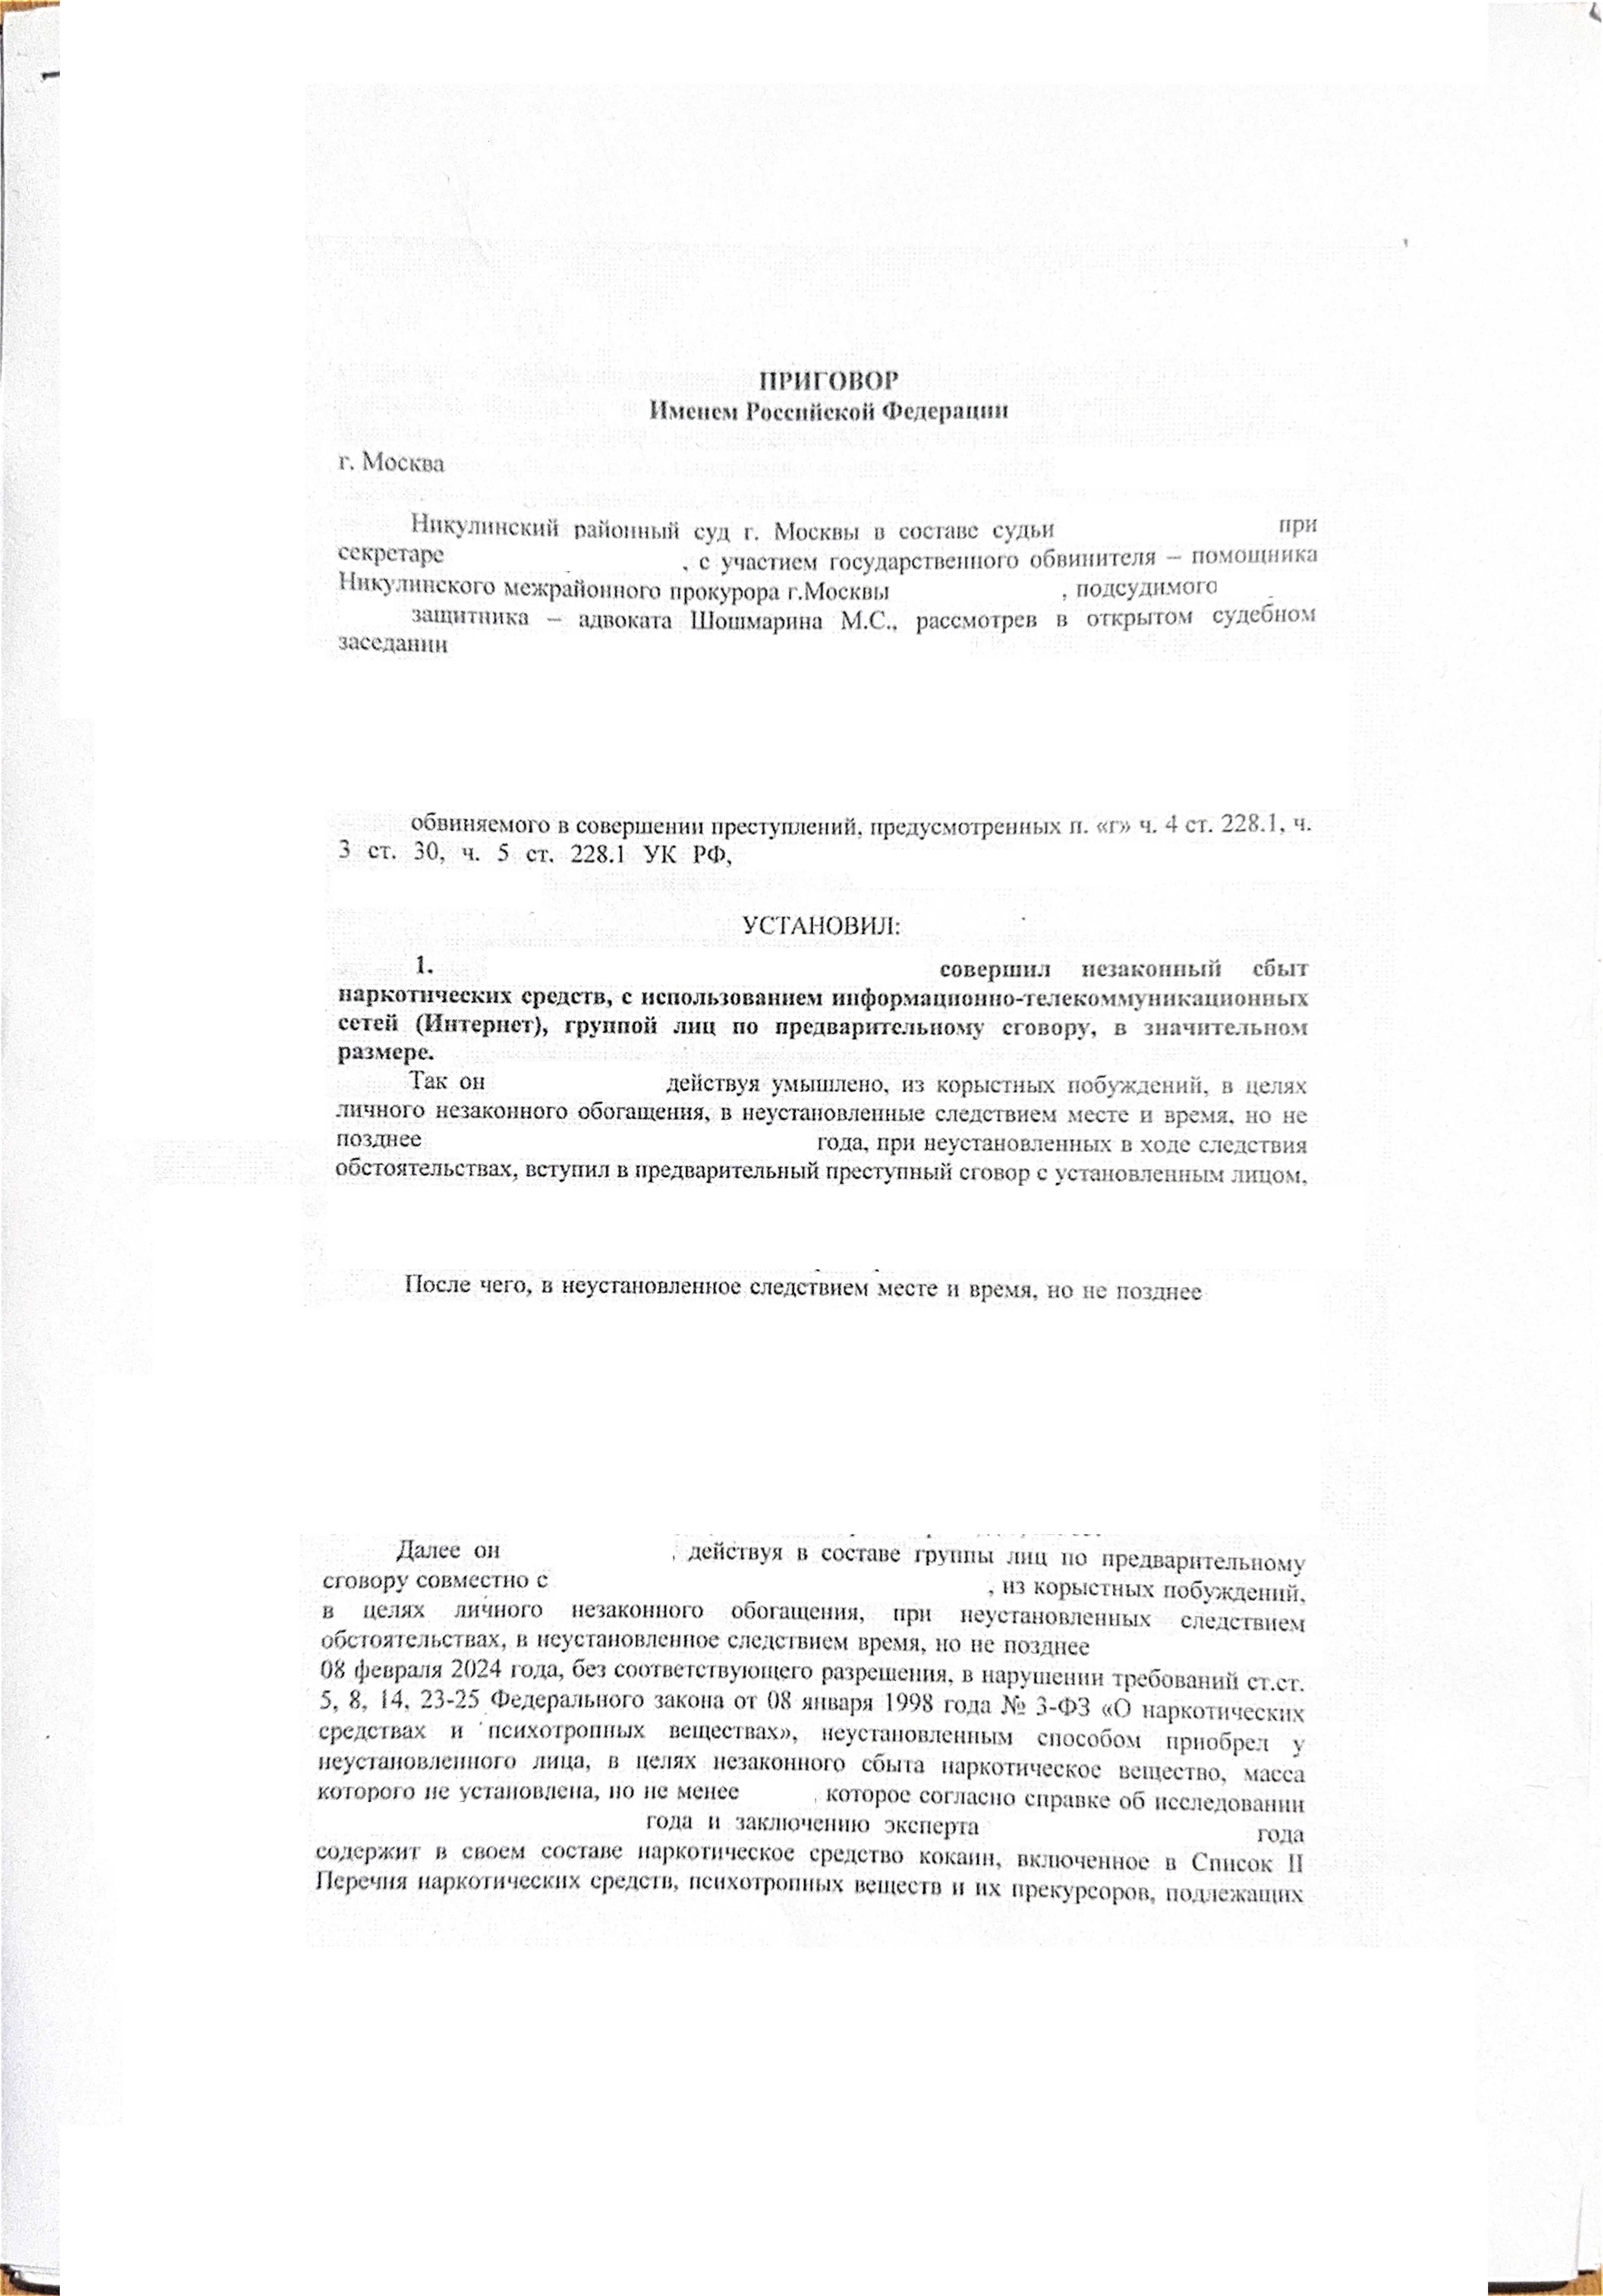 ПРИГОВОР
Именем Российской Федерации
г. Москва
Никулинский районный суд г. Москвы в составе судьи при
секретаре , с участием государственного обвинителя – помощника
Никулинского межрайонного прокурора г.Москвы , подсудимого
защитника – адвоката Шошмарина М.С., рассмотрев в открытом судебном
заседании
обвиняемого в совершении преступлений, предусмотренных п. «г» ч. 4 ст. 228.1, ч.
3 ст. 30, ч. 5 ст. 228.1 УК РФ,
УСТАНОВИЛ:
1. совершил незаконный сбыт
наркотических средств, с использованием информационно-телекоммуникационных
сетей (Интернет), группой лиц по предварительному сговору, в значительном
размере.
Так он действуя умышлено, из корыстных побуждений, в целях
личного незаконного обогащения, в неустановленные следствием месте и время, но не
позднее года, при неустановленных в ходе следствия
обстоятельствах, вступил в предварительный преступный сговор с установленным лицом,
После чего, в неустановленное следствием месте и время, но не позднее
Далее он , действуя в составе группы лиц по предварительному
сговору совместно с , из корыстных побуждений,
в целях личного незаконного обогащения, при неустановленных следствием
обстоятельствах, в неустановленное следствием время, но не позднее
08 февраля 2024 года, без соответствующего разрешения, в нарушении требований ст.ст.
5, 8, 14, 23-25 Федерального закона от 08 января 1998 года № 3-ФЗ «О наркотических
средствах и психотропных веществах», неустановленным способом приобрел у
неустановленного лица, в целях незаконного сбыта наркотическое вещество, масса
которого не установлена, но не менее , которое согласно справке об исследовании
года и заключению эксперта года
содержит в своем составе наркотическое средство кокаин, включенное в Список II
Перечня наркотических средств, психотропных веществ и их прекурсоров, подлежащих